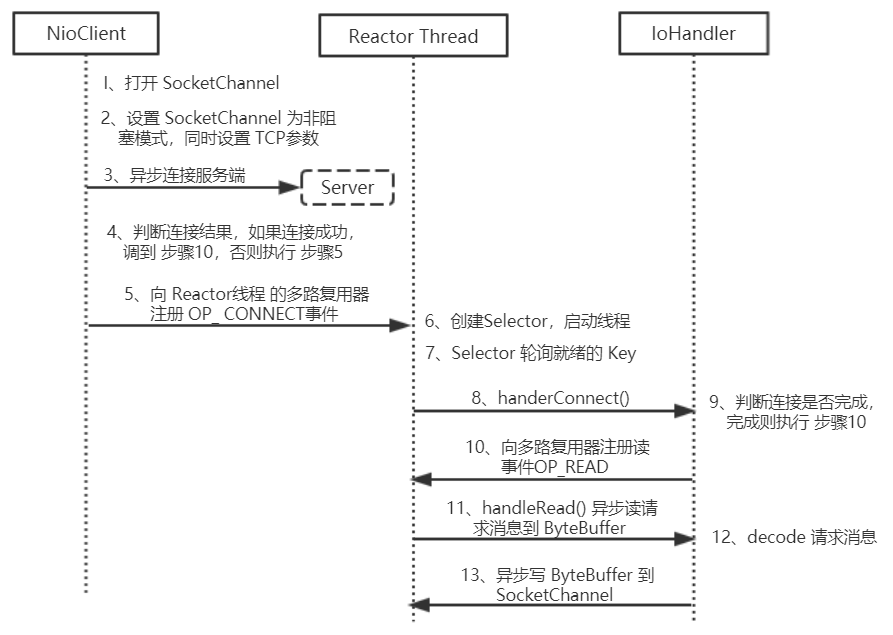 NioClient
Reactor Thread
IoHandler
1、打开 SocketChannel
2、设置 SocketChannel 为非阻
塞模式，同时设置 TCP参数
3、异步连接服务端
Server
4、判断连接结果，如果连接成功，
调到 步骤10，否则执行 步骤5
5、向 Reactor线程 的多路复用器
注册 OP_ CONNECT事件
6、创建Selector，启动线程
7、Selector 轮询就绪的 Key
8、handerConnect()
9、判断连接是否完成，
完成则执行 步骤10
10、向多路复用器注册读
事件OP_READ
11、handleRead() 异步读请
求消息到 ByteBuffer
12、decode 请求消息
13、异步写 ByteBuffer 到
SocketChannel